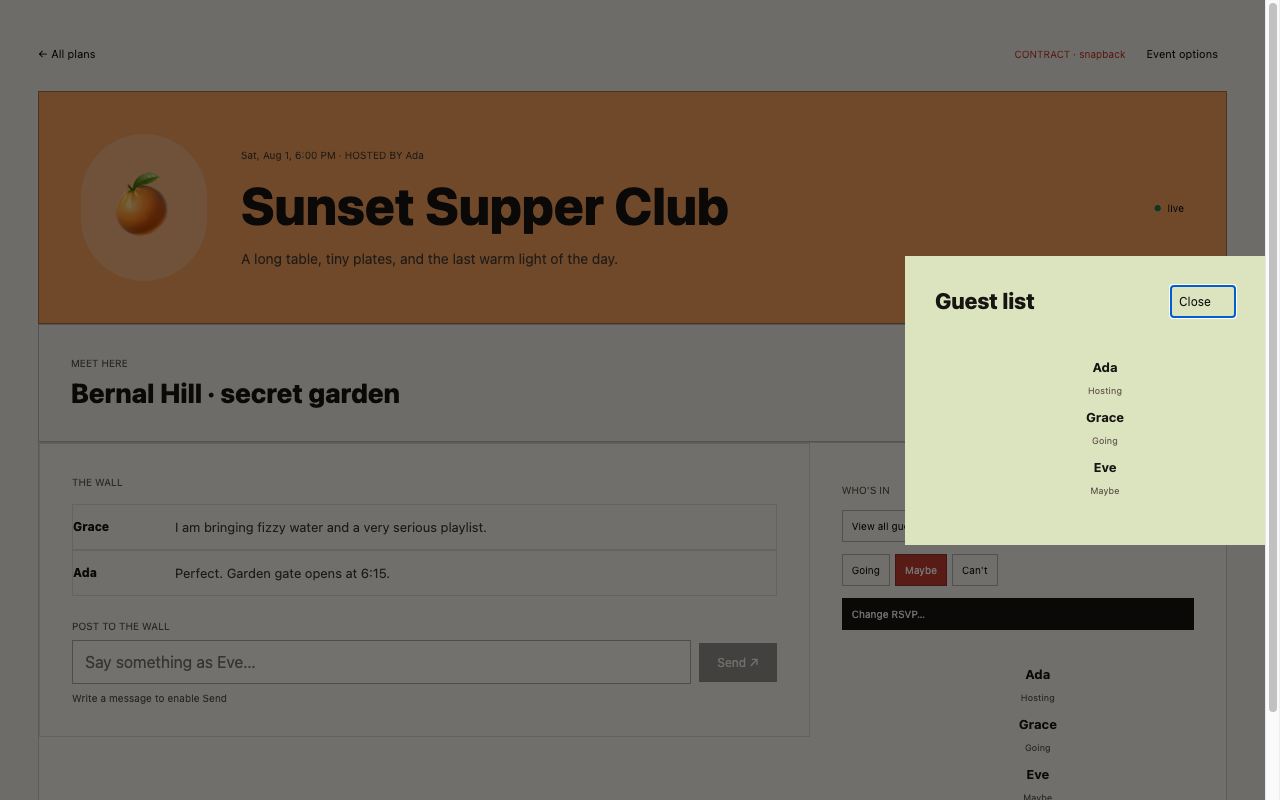 ← All plans
CONTRACT · snapback
Event options
Sat, Aug 1, 6:00 PM · HOSTED BY Ada
Sunset Supper Club
A long table, tiny plates, and the last warm light of the day.
live
Guest list
Close
Ada
Hosting
Grace
Going
Eve
Maybe
MEET HERE
Bernal Hill · secret garden
THE WALL
Grace
I am bringing fizzy water and a very serious playlist.
Ada
Perfect. Garden gate opens at 6:15.
POST TO THE WALL
Say something as Eve...
Send ↗
Write a message to enable Send
WHO'S IN
View all
Going
Maybe
Can't
Change RSVP...
Ada
Hosting
Grace
Going
Eve
Maybe